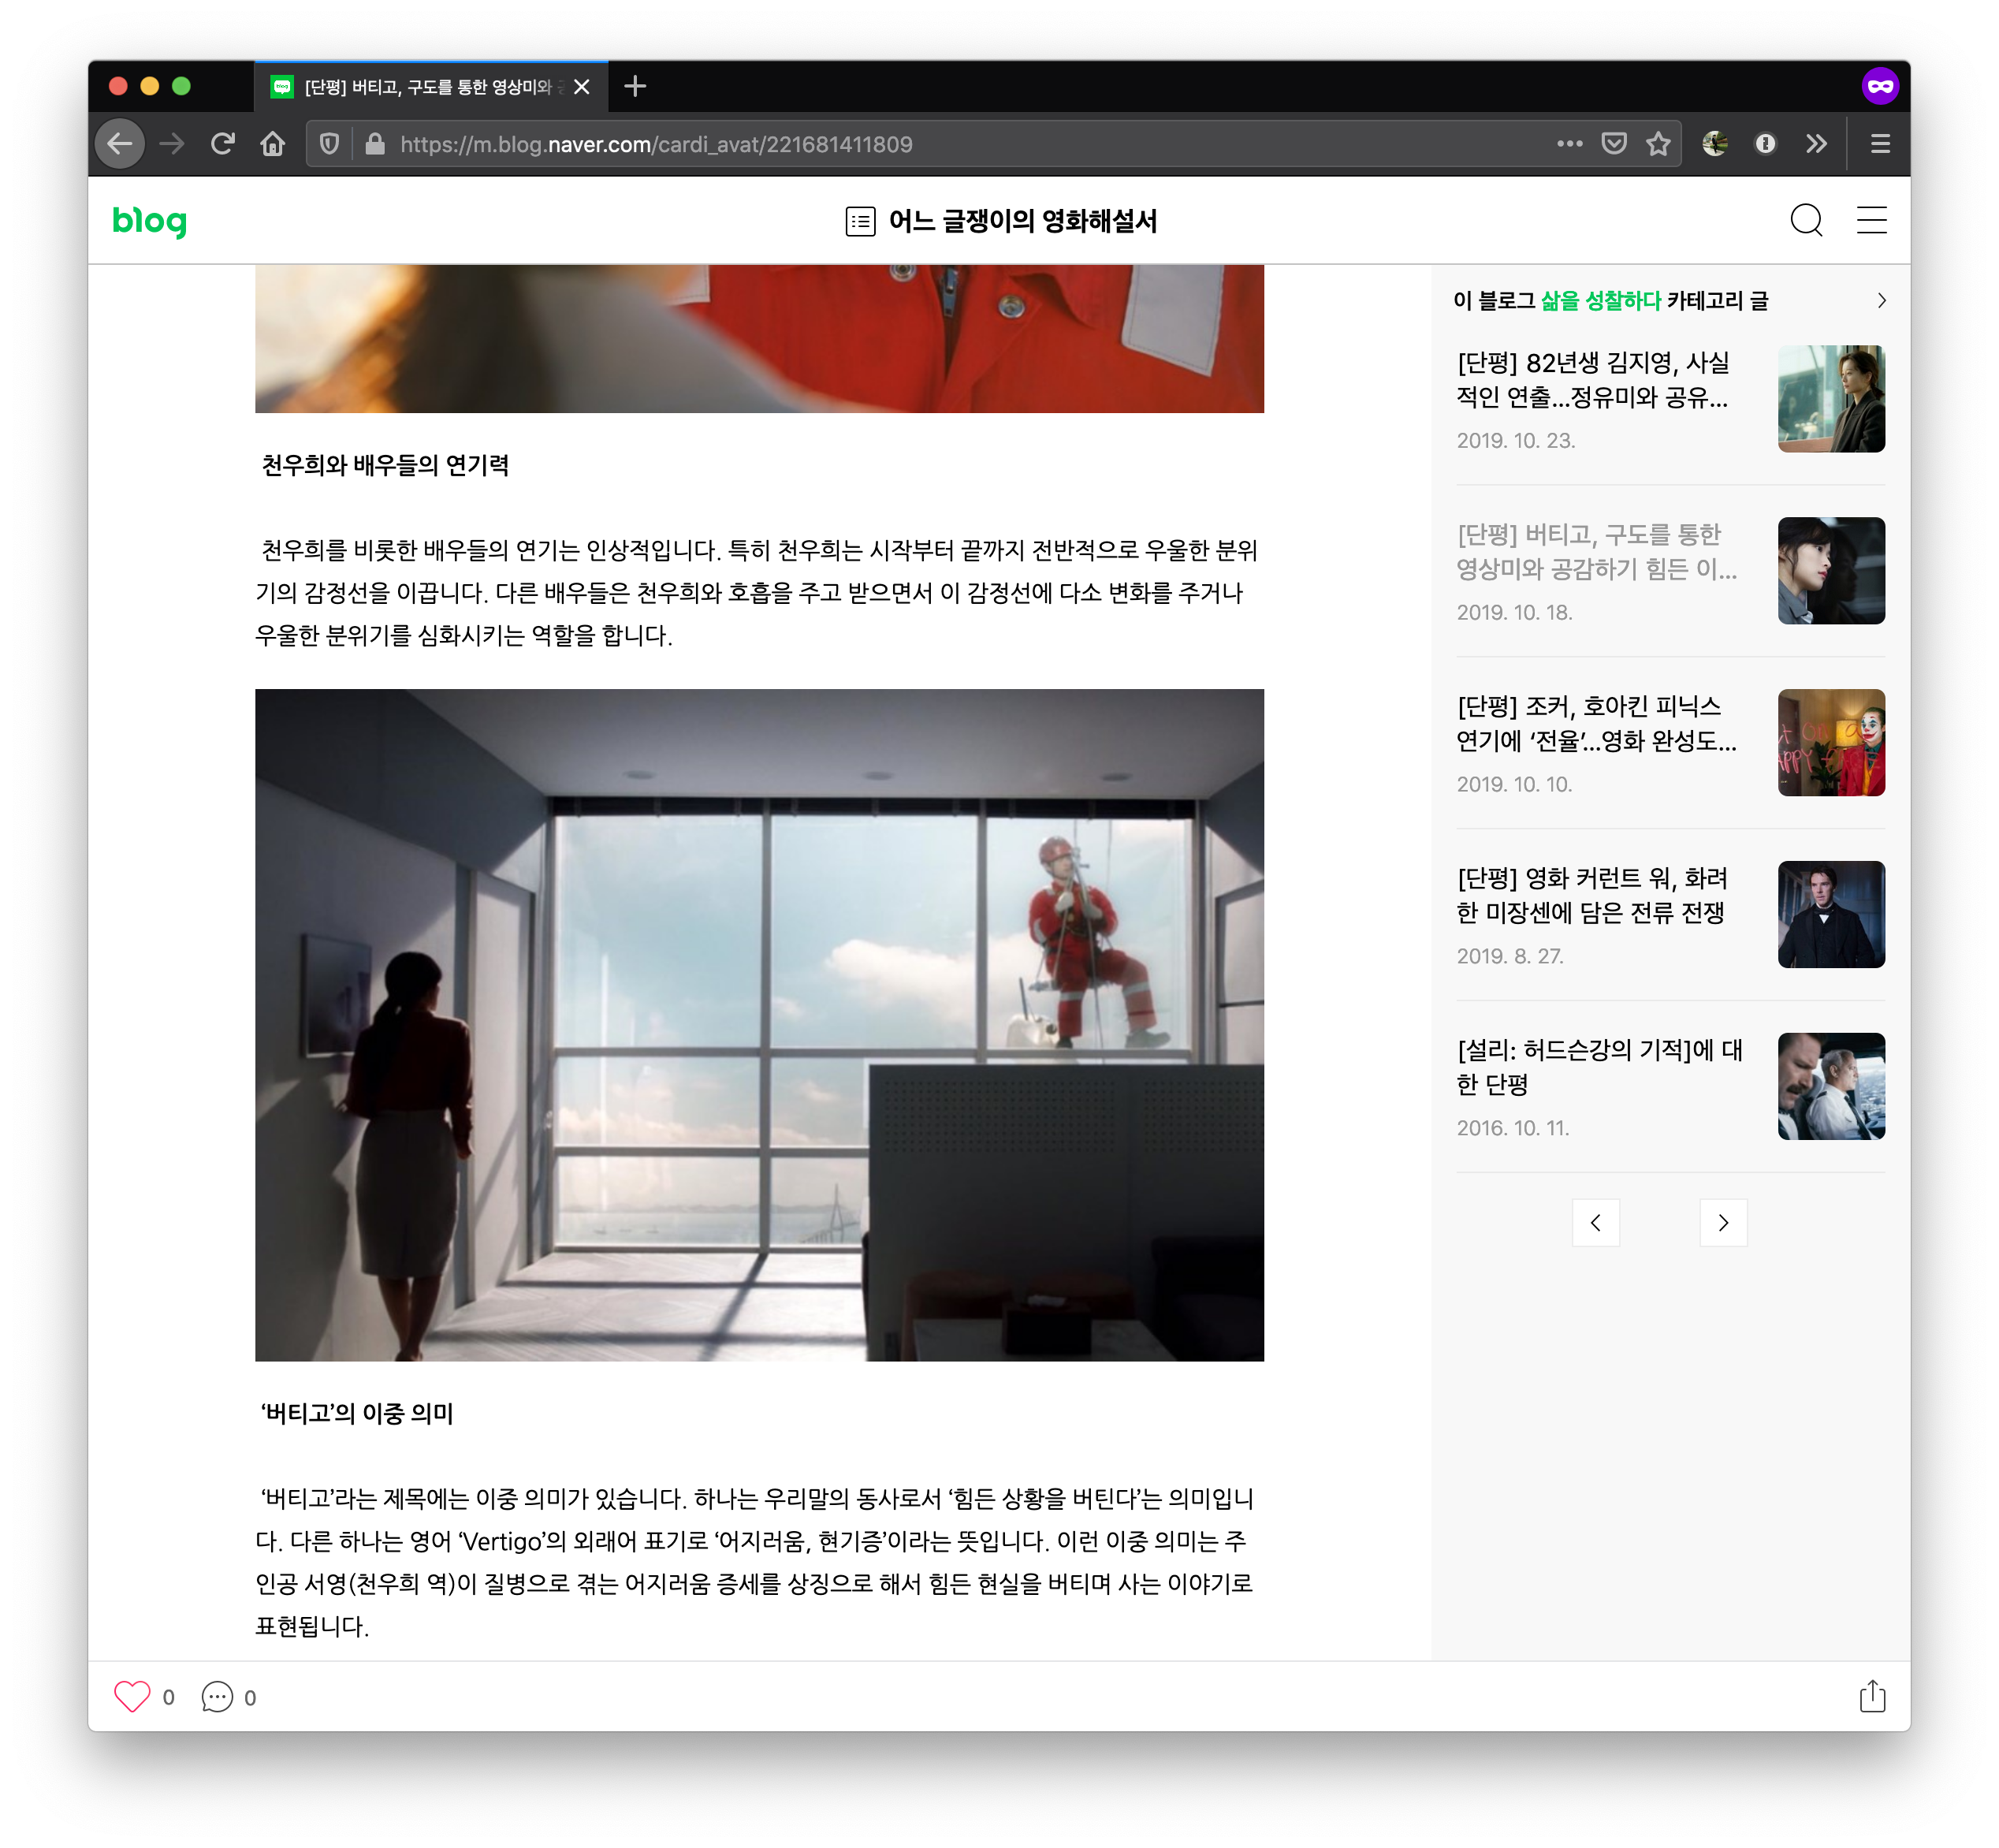 [단평] 버티고, 구도를 통한 영상미와
https://m.blog.naver.com/cardi_avat/221681411809
blog
어느 글쟁이의 영화해설서
천우희와 배우들의 연기력
천우희를 비롯한 배우들의 연기는 인상적입니다. 특히 천우희는 시작부터 끝까지 전반적으로 우울한 분위
기의 감정선을 이끕니다. 다른 배우들은 천우희와 호흡을 주고 받으면서 이 감정선에 다소 변화를 주거나
우울한 분위기를 심화시키는 역할을 합니다.
‘버티고’의 이중 의미
‘버티고’라는 제목에는 이중 의미가 있습니다. 하나는 우리말의 동사로서 ‘힘든 상황을 버틴다’는 의미입니
다. 다른 하나는 영어 ‘Vertigo’의 외래어 표기로 ‘어지러움, 현기증’이라는 뜻입니다. 이런 이중 의미는 주
인공 서영(천우희 역)이 질병으로 겪는 어지러움 증세를 상징으로 해서 힘든 현실을 버티며 사는 이야기로
표현됩니다.
이 블로그 삶을 성찰하다 카테고리 글
[단평] 82년생 김지영, 사실
적인 연출...정유미와 공유...
2019. 10. 23.
[단평] 버티고, 구도를 통한
영상미와 공감하기 힘든 이...
2019. 10. 18.
[단평] 조커, 호아킨 피닉스
연기에 ‘전율’...영화 완성도...
2019. 10. 10.
[단평] 영화 커런트 워, 화려
한 미장센에 담은 전류 전쟁
2019. 8. 27.
[설리: 허드슨강의 기적]에 대
한 단평
2016. 10. 11.
0
0